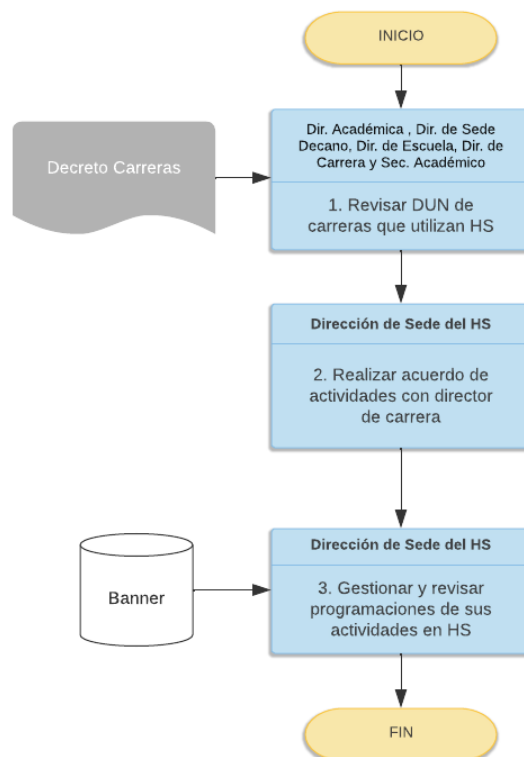 INICIO
Dir. Académica , Dir. de Sede
Decano, Dir. de Escuela, Dir. de
Carrera y Sec. Académico
Decreto Carreras
1. Revisar DUN de
carreras que utilizan HS
Dirección de Sede del HS
2. Realizar acuerdo de
actividades con director
de carrera
Dirección de Sede del HS
Banner
3. Gestionar y revisar
programaciones de sus
actividades en HS
FIN